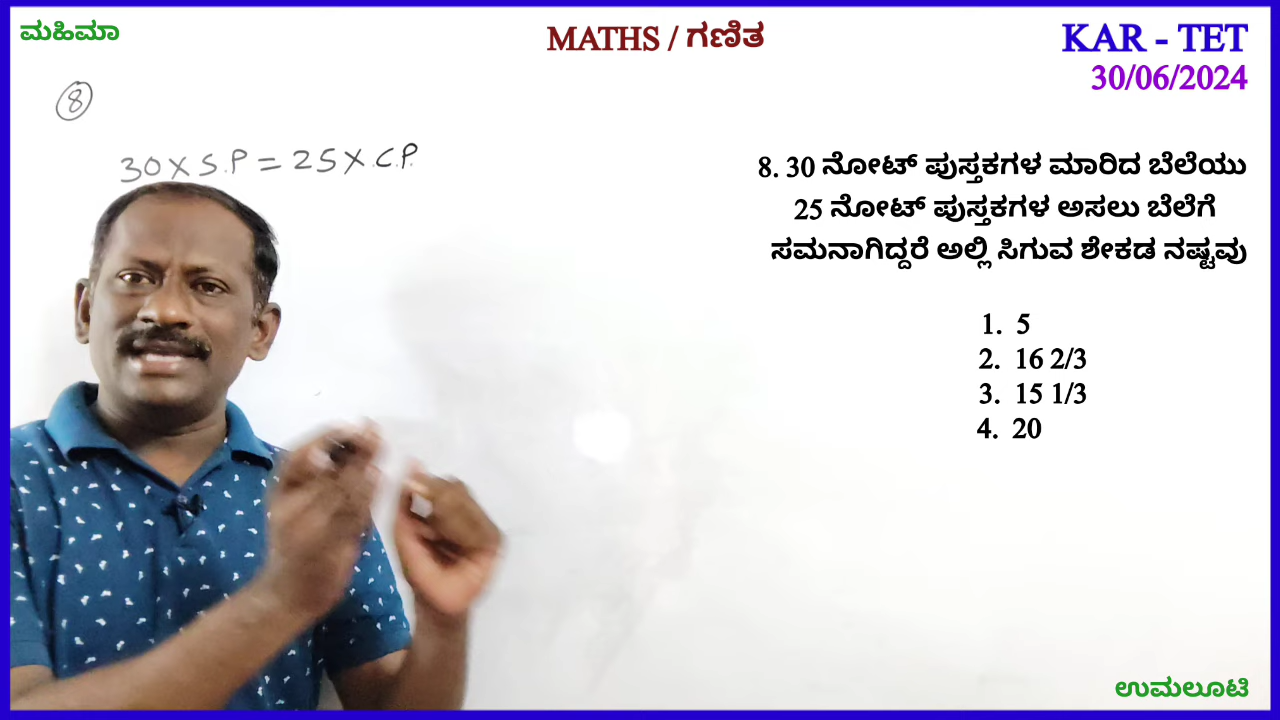 ಮಹಿಮಾ
MATHS / ಗಣಿತ
KAR - TET
30/06/2024
8
30 X S.P = 25 X C.P.
8. 30 ನೋಟ್ ಪುಸ್ತಕಗಳ ಮಾರಿದ ಬೆಲೆಯು
25 ನೋಟ್ ಪುಸ್ತಕಗಳ ಅಸಲು ಬೆಲೆಗೆ
ಸಮನಾಗಿದ್ದರೆ ಅಲ್ಲಿ ಸಿಗುವ ಶೇಕಡ ನಷ್ಟವು
1. 5
2. 16 2/3
3. 15 1/3
4. 20
ಉಮಲೂಟಿ